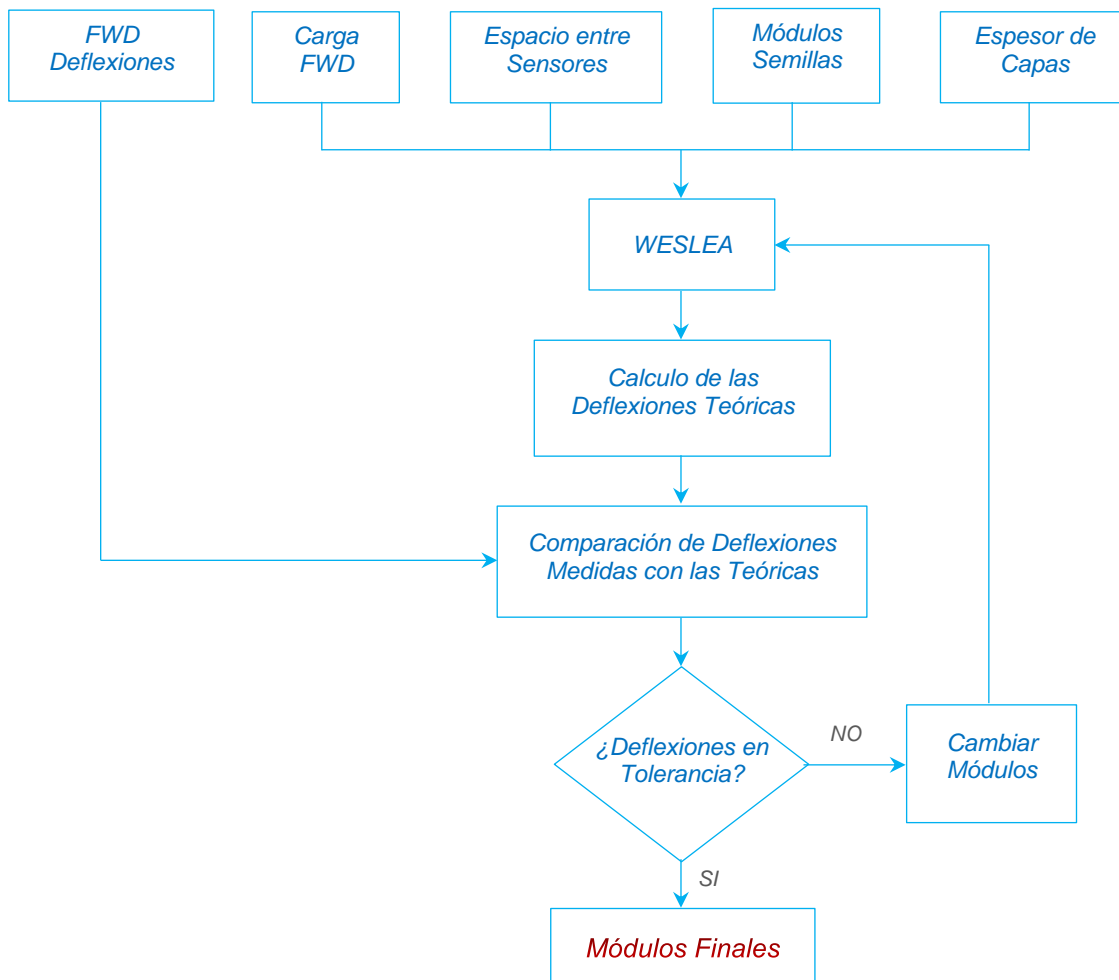 FWD
Deflexiones
Carga
FWD
Espacio entre
Sensores
Módulos
Semillas
Espesor de
Capas
WESLEA
Calculo de las
Deflexiones Teóricas
Comparación de Deflexiones
Medidas con las Teóricas
¿Deflexiones en
Tolerancia?
NO
Cambiar
Módulos
SI
Módulos Finales